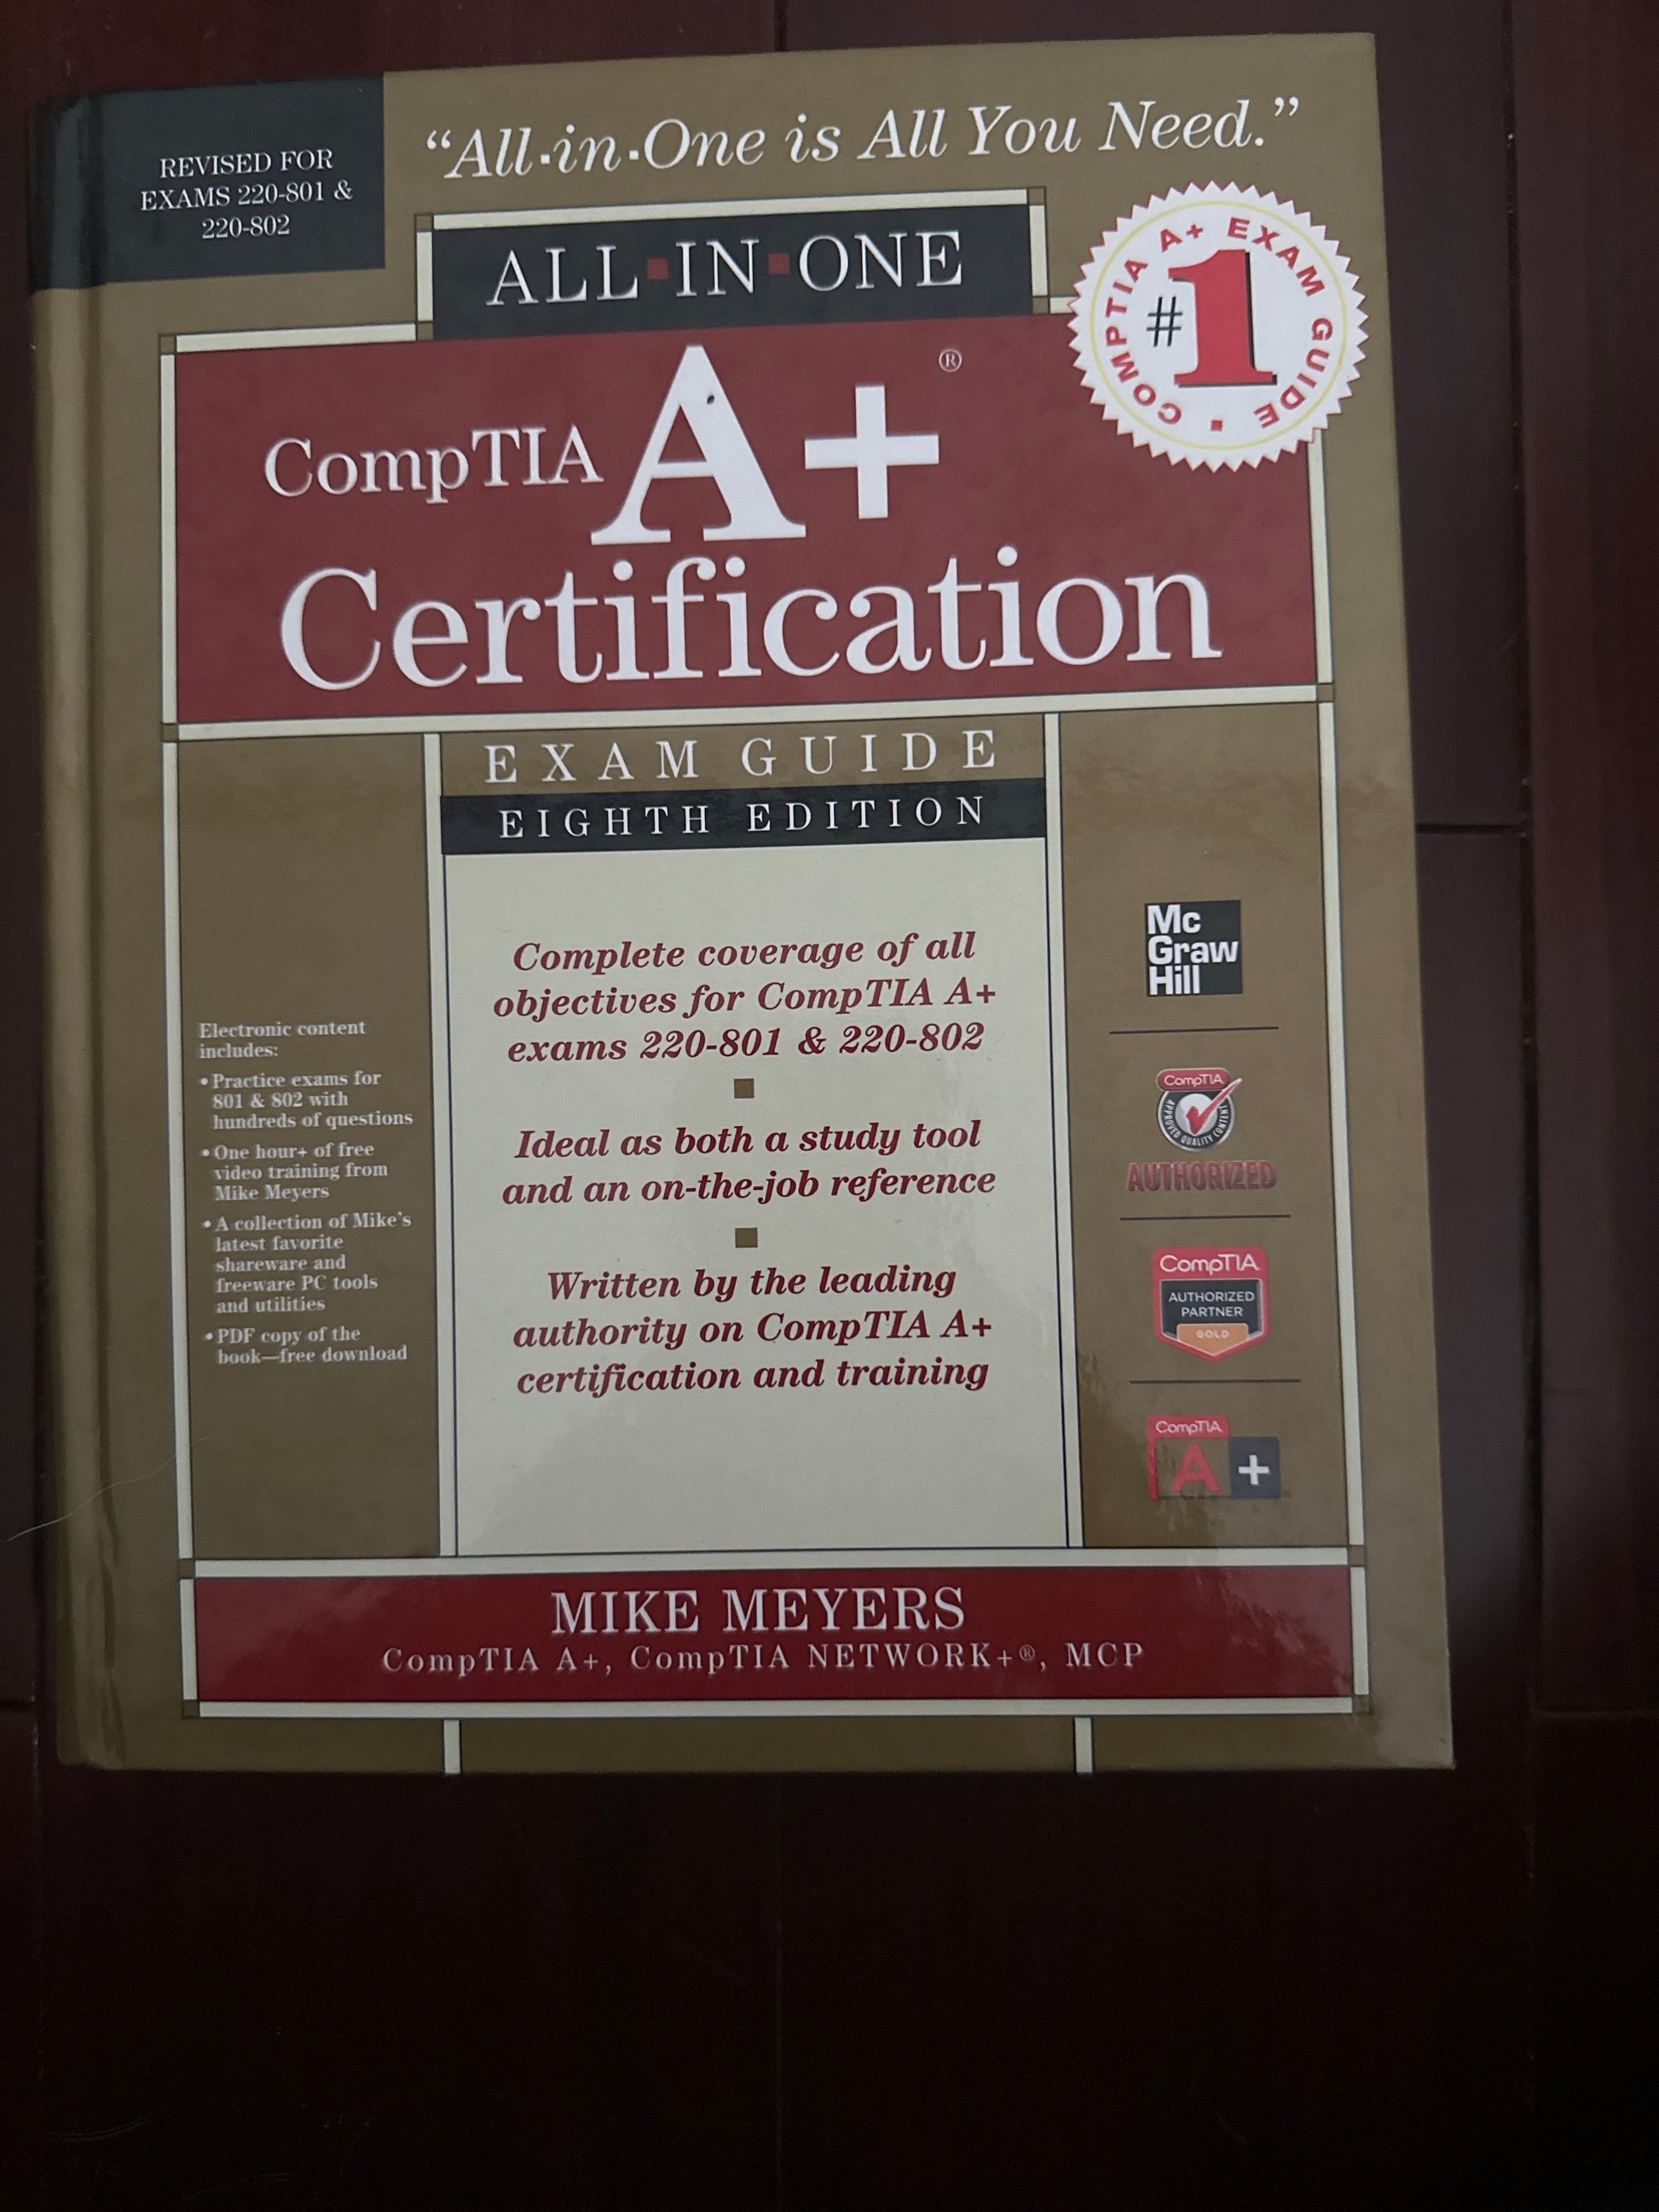 REVISED FOR
EXAMS 220-801 &
220-802
“All-in-One is All You Need.”
ALL■IN■ONE
COMPTIA A+ EXAM GUIDE ■
#1
CompTIA A+®
Certification
EXAM GUIDE
EIGHTH EDITION
Complete coverage of all
objectives for CompTIA A+
exams 220-801 & 220-802
Ideal as both a study tool
and an on-the-job reference
Written by the leading
authority on CompTIA A+
certification and training
Electronic content
includes:
• Practice exams for
801 & 802 with
hundreds of questions
• One hour+ of free
video training from
Mike Meyers
• A collection of Mike’s
latest favorite
shareware and
freeware PC tools
and utilities
• PDF copy of the
book—free download
Mc
Graw
Hill
CompTIA
APPROVED QUALITY CONTENT
AUTHORIZED
CompTIA
AUTHORIZED
PARTNER
GOLD
CompTIA
A+
MIKE MEYERS
CompTIA A+, CompTIA NETWORK+®, MCP